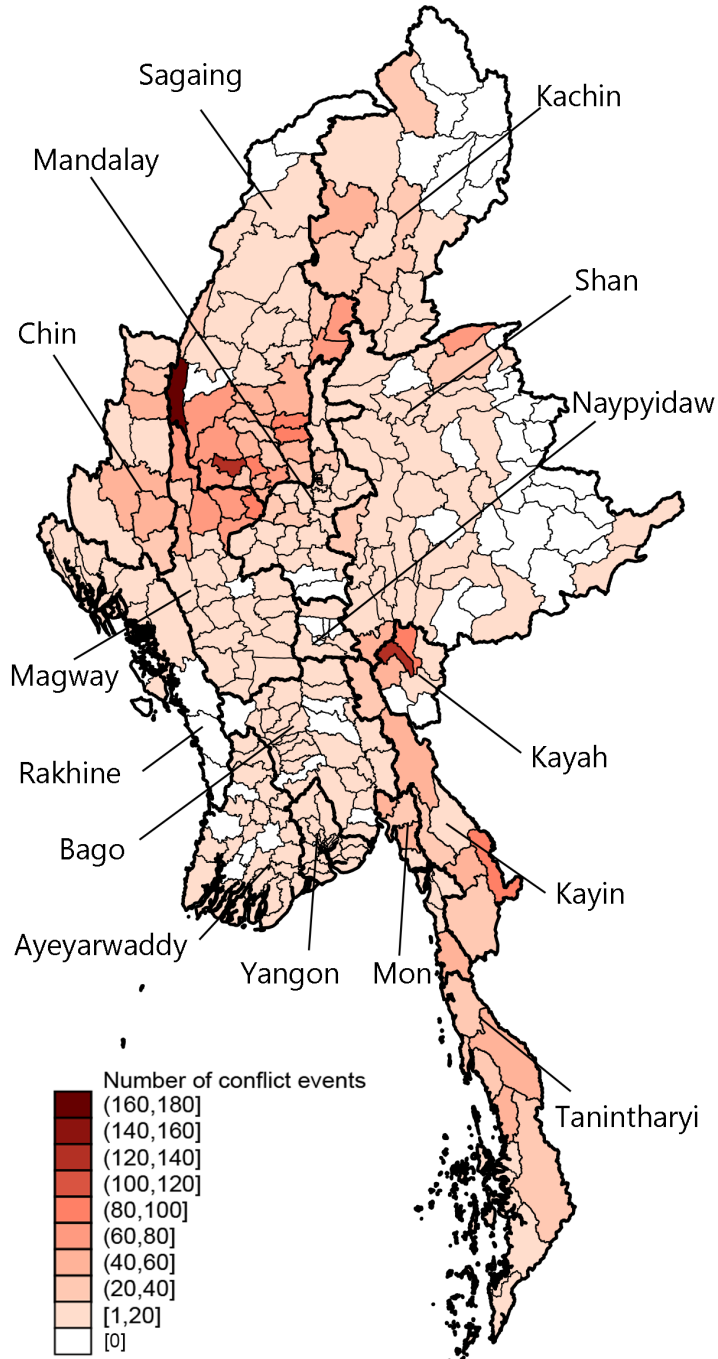 Sagaing
Kachin
Mandalay
Shan
Chin
Naypyidaw
Magway
Kayah
Rakhine
Bago
Kayin
Ayeyarwaddy
Yangon
Mon
Number of conflict events
(160,180]
(140,160]
(120,140]
(100,120]
(80,100]
(60,80]
(40,60]
(20,40]
[1,20]
[0]
Tanintharyi